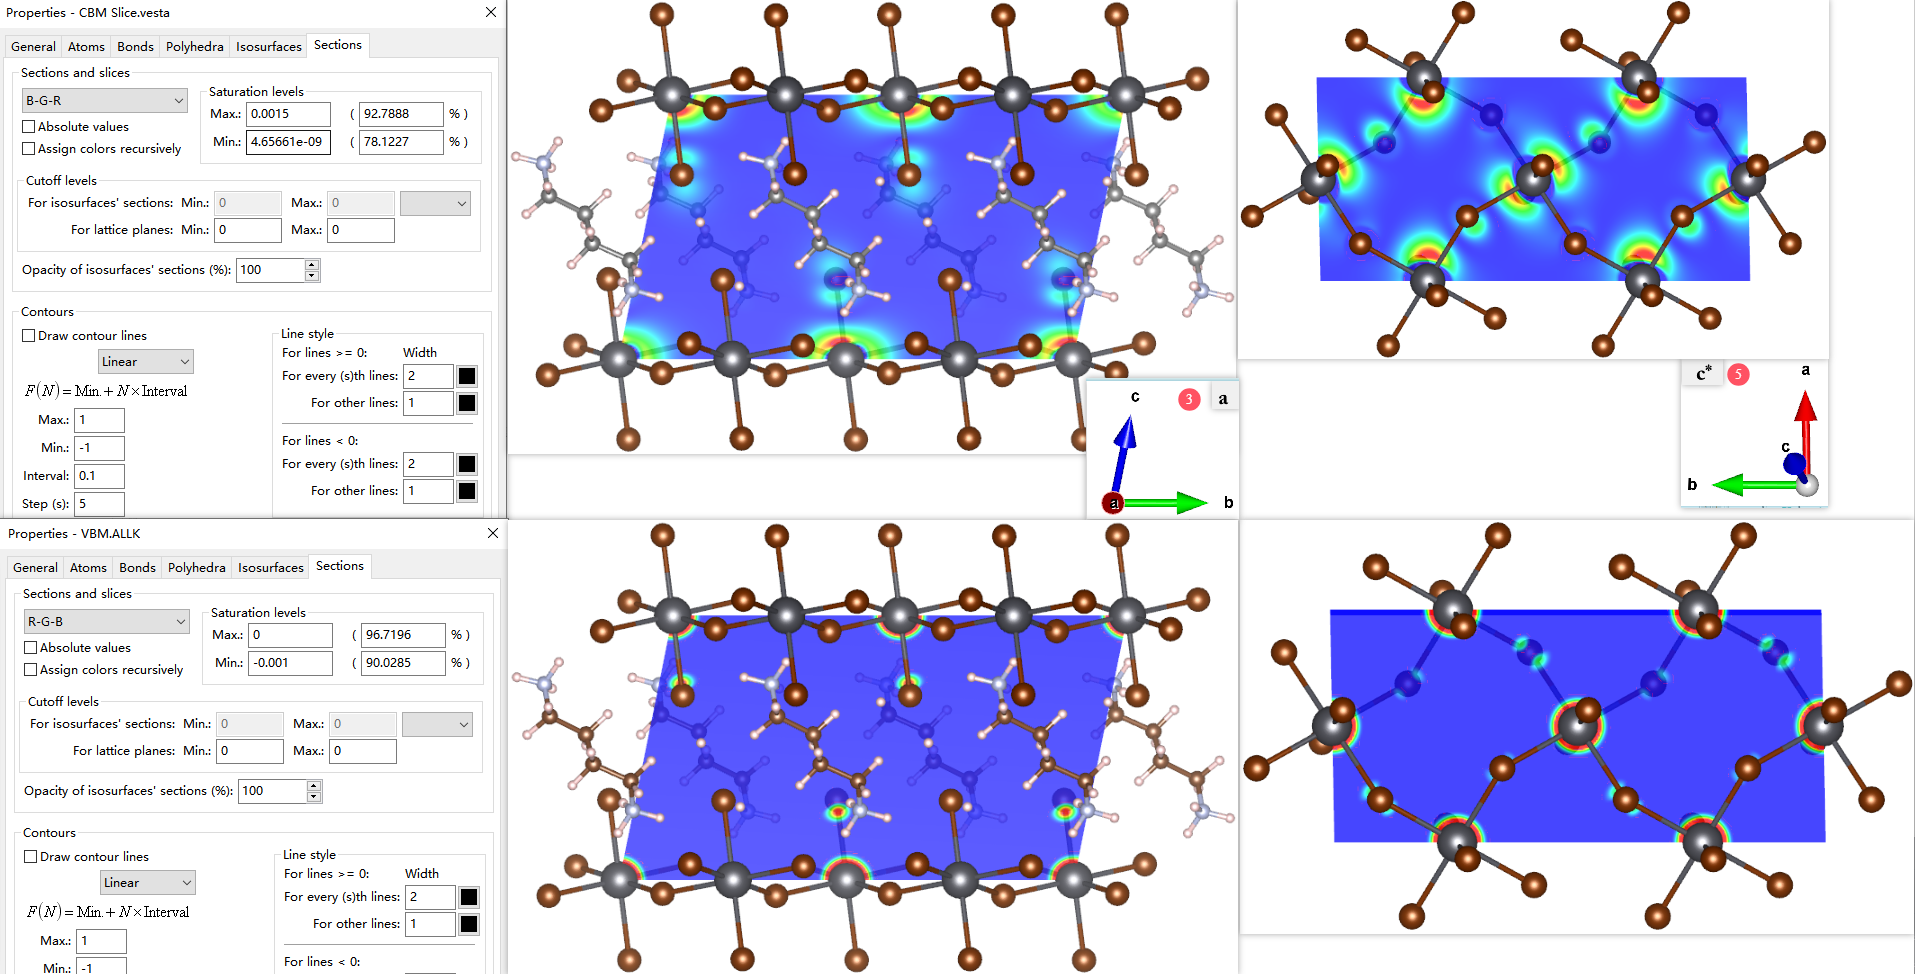 Properties - CBM Slice.vesta
General Atoms Bonds Polyhedra Isosurfaces Sections
Sections and slices
B-G-R
Absolute values
Assign colors recursively
Saturation levels
Max.: 0.0015 ( 92.7888 % )
Min.: 4.65661e-09 ( 78.1227 % )
Cutoff levels
For isosurfaces' sections: Min.: 0 Max.: 0
For lattice planes: Min.: 0 Max.: 0
Opacity of isosurfaces' sections (%): 100
Contours
Draw contour lines
Linear
F(N) = Min. + N × Interval
Max.: 1
Min.: -1
Interval: 0.1
Step (s): 5
Line style
For lines >= 0: Width
For every (s)th lines: 2
For other lines: 1
For lines < 0:
For every (s)th lines: 2
For other lines: 1
c
3 a
a b
c* 5 a
c
b
Properties - VBM.ALLK
General Atoms Bonds Polyhedra Isosurfaces Sections
Sections and slices
R-G-B
Absolute values
Assign colors recursively
Saturation levels
Max.: 0 ( 96.7196 % )
Min.: -0.001 ( 90.0285 % )
Cutoff levels
For isosurfaces' sections: Min.: 0 Max.: 0
For lattice planes: Min.: 0 Max.: 0
Opacity of isosurfaces' sections (%): 100
Contours
Draw contour lines
Linear
F(N) = Min. + N × Interval
Max.: 1
Min.: -1
Line style
For lines >= 0: Width
For every (s)th lines: 2
For other lines: 1
For lines < 0: